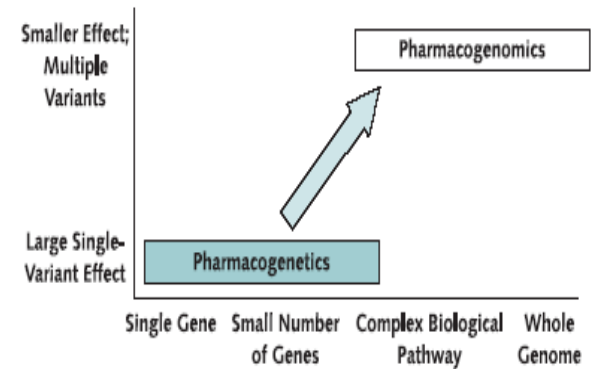 Smaller Effect;
Multiple
Variants
Pharmacogenomics
Large Single-
Variant Effect
Pharmacogenetics
Single Gene
Small Number
of Genes
Complex Biological
Pathway
Whole
Genome